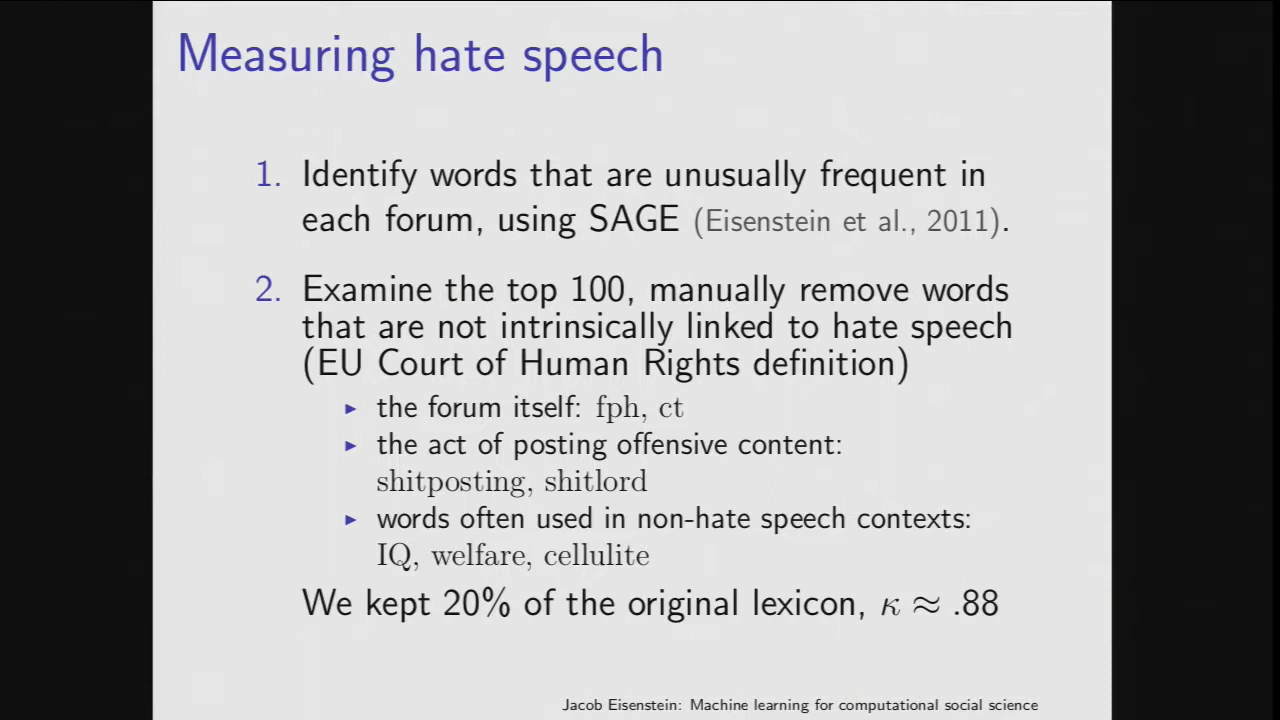 Measuring hate speech
1. Identify words that are unusually frequent in
each forum, using SAGE (Eisenstein et al., 2011).
2. Examine the top 100, manually remove words
that are not intrinsically linked to hate speech
(EU Court of Human Rights definition)
▶ the forum itself: fph, ct
▶ the act of posting offensive content:
shitposting, shitlord
▶ words often used in non-hate speech contexts:
IQ, welfare, cellulite
We kept 20% of the original lexicon, κ ≈ .88
Jacob Eisenstein: Machine learning for computational social science